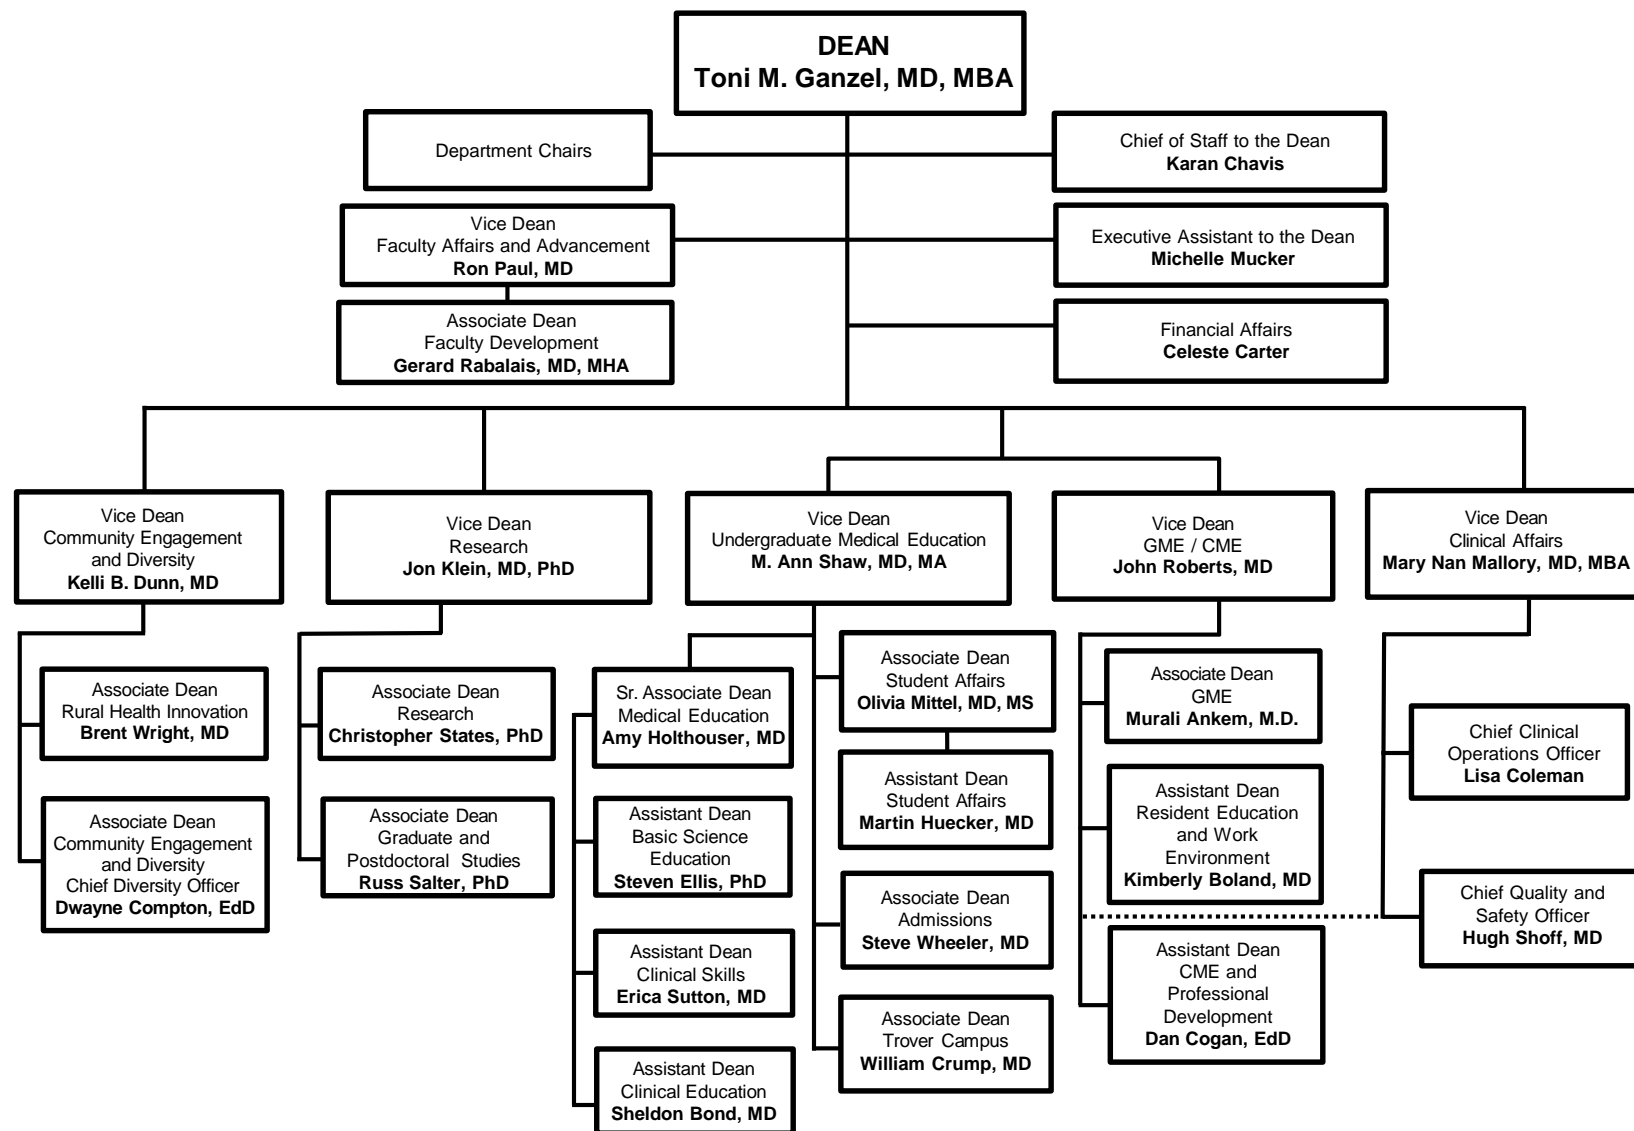 DEAN
Toni M. Ganzel, MD, MBA
Department Chairs
Chief of Staff to the Dean
Karan Chavis
Vice Dean
Faculty Affairs and Advancement
Ron Paul, MD
Executive Assistant to the Dean
Michelle Mucker
Associate Dean
Faculty Development
Gerard Rabalais, MD, MHA
Financial Affairs
Celeste Carter
Vice Dean
Community Engagement
and Diversity
Kelli B. Dunn, MD
Vice Dean
Research
Jon Klein, MD, PhD
Vice Dean
Undergraduate Medical Education
M. Ann Shaw, MD, MA
Vice Dean
GME / CME
John Roberts, MD
Vice Dean
Clinical Affairs
Mary Nan Mallory, MD, MBA
Associate Dean
Rural Health Innovation
Brent Wright, MD
Associate Dean
Community Engagement
and Diversity
Chief Diversity Officer
Dwayne Compton, EdD
Associate Dean
Research
Christopher States, PhD
Associate Dean
Graduate and
Postdoctoral Studies
Russ Salter, PhD
Sr. Associate Dean
Medical Education
Amy Holthouser, MD
Assistant Dean
Basic Science
Education
Steven Ellis, PhD
Assistant Dean
Clinical Skills
Erica Sutton, MD
Assistant Dean
Clinical Education
Sheldon Bond, MD
Associate Dean
Student Affairs
Olivia Mittel, MD, MS
Assistant Dean
Student Affairs
Martin Huecker, MD
Associate Dean
Admissions
Steve Wheeler, MD
Associate Dean
Trover Campus
William Crump, MD
Associate Dean
GME
Murali Ankem, M.D.
Assistant Dean
Resident Education
and Work
Environment
Kimberly Boland, MD
Assistant Dean
CME and
Professional
Development
Dan Cogan, EdD
Chief Clinical
Operations Officer
Lisa Coleman
Chief Quality and
Safety Officer
Hugh Shoff, MD